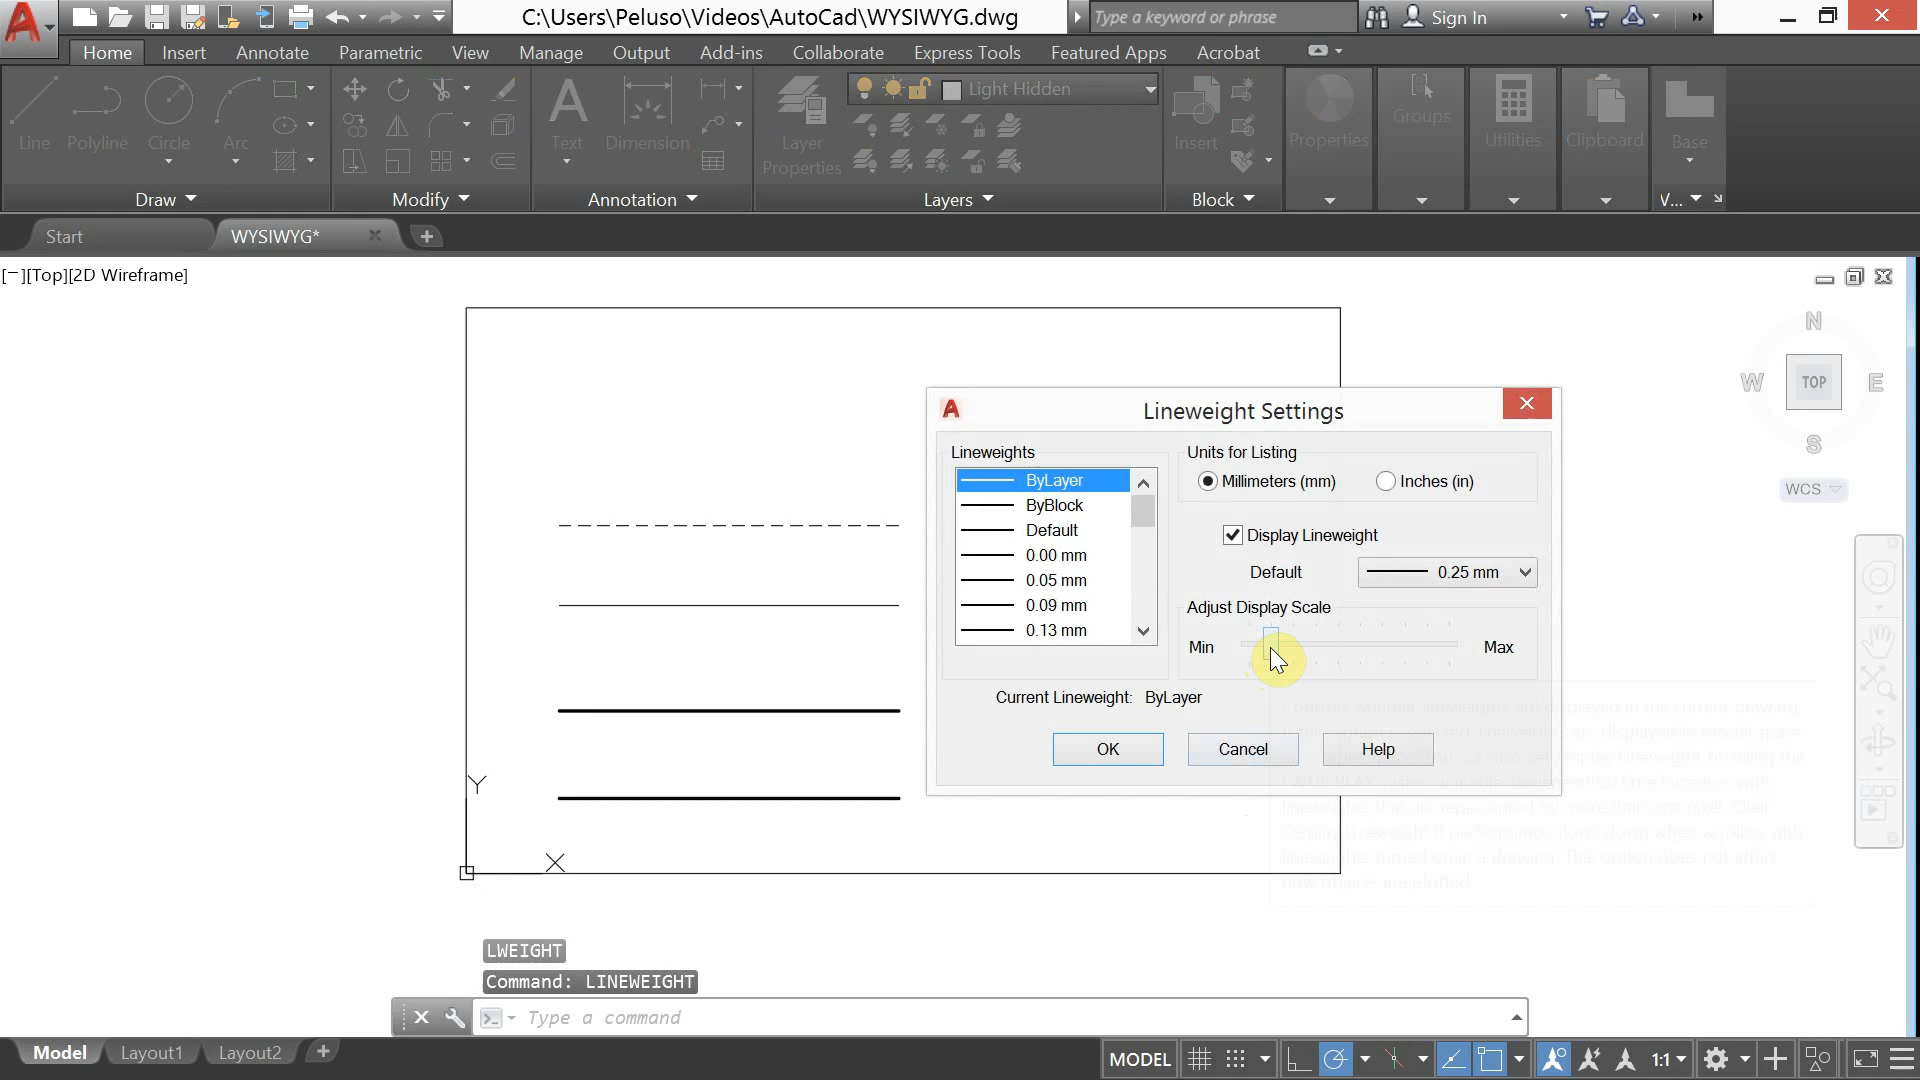 C:\Users\Peluso\Videos\AutoCad\WYSIWYG.dwg
Type a keyword or phrase
Sign In
Home
Insert
Annotate
Parametric
View
Manage
Output
Add-ins
Collaborate
Express Tools
Featured Apps
Acrobat
Line
Polyline
Circle
Arc
Text
Dimension
Layer
Properties
Light Hidden
Insert
Properties
Groups
Utilities
Clipboard
Base
Draw
Modify
Annotation
Layers
Block
V...
Start
WYSIWYG*
[−][Top][2D Wireframe]
N
W
TOP
E
S
WCS
Lineweight Settings
Lineweights
ByLayer
ByBlock
Default
0.00 mm
0.05 mm
0.09 mm
0.13 mm
Units for Listing
Millimeters (mm)
Inches (in)
Display Lineweight
Default
0.25 mm
Adjust Display Scale
Min
Max
Current Lineweight: ByLayer
OK
Cancel
Help
Y
X
LWEIGHT
Command: LINEWEIGHT
Type a command
Model
Layout1
Layout2
MODEL
1:1